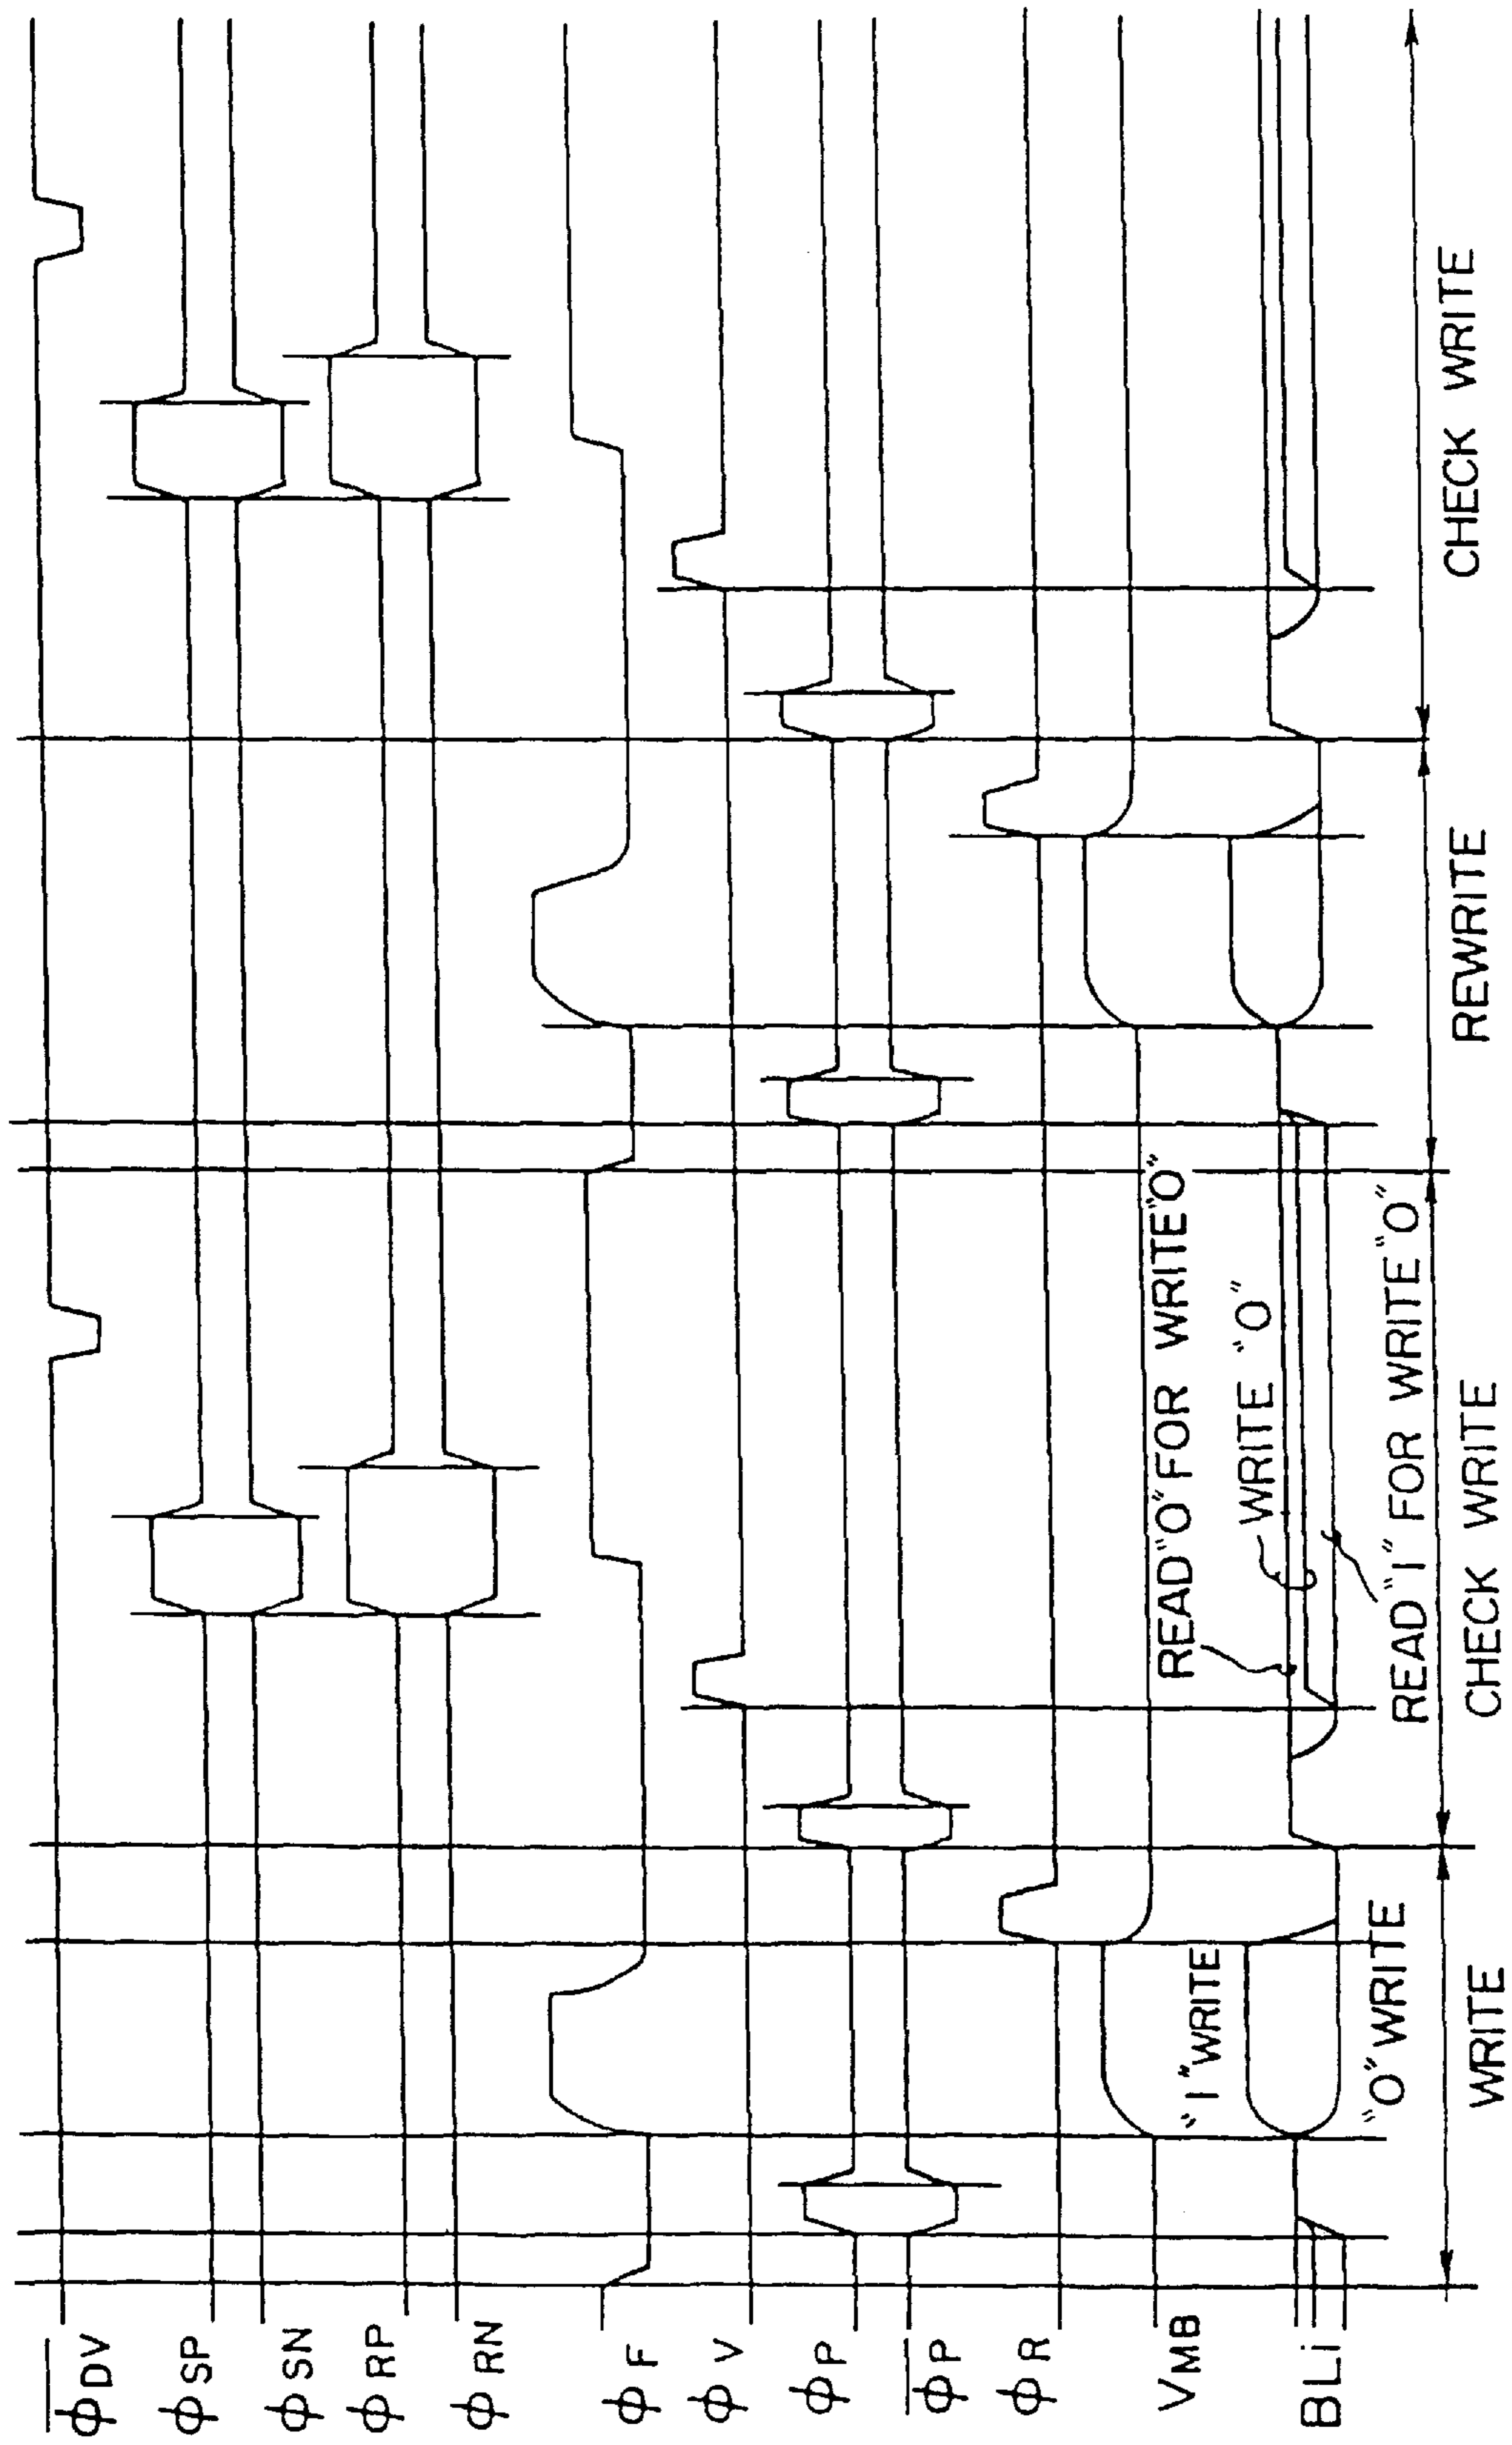 φDV
φSP
φSN
φRP
φRN
φF
φV
φP
φP
φR
VMB
BLi
"1" WRITE
"0" WRITE
READ "0" FOR WRITE "0"
WRITE "0"
READ "1" FOR WRITE "0"
WRITE
CHECK WRITE
REWRITE
CHECK WRITE